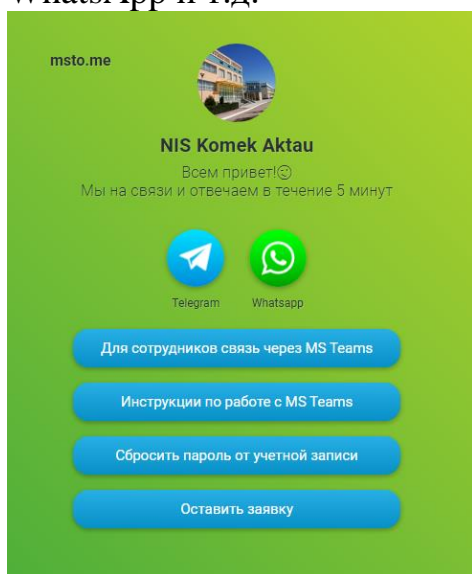 WhatsApp и т.д.
msto.me
NIS Komek Aktau
Всем привет!😉
Мы на связи и отвечаем в течение 5 минут
Telegram
Whatsapp
Для сотрудников связь через MS Teams
Инструкции по работе с MS Teams
Сбросить пароль от учетной записи
Оставить заявку